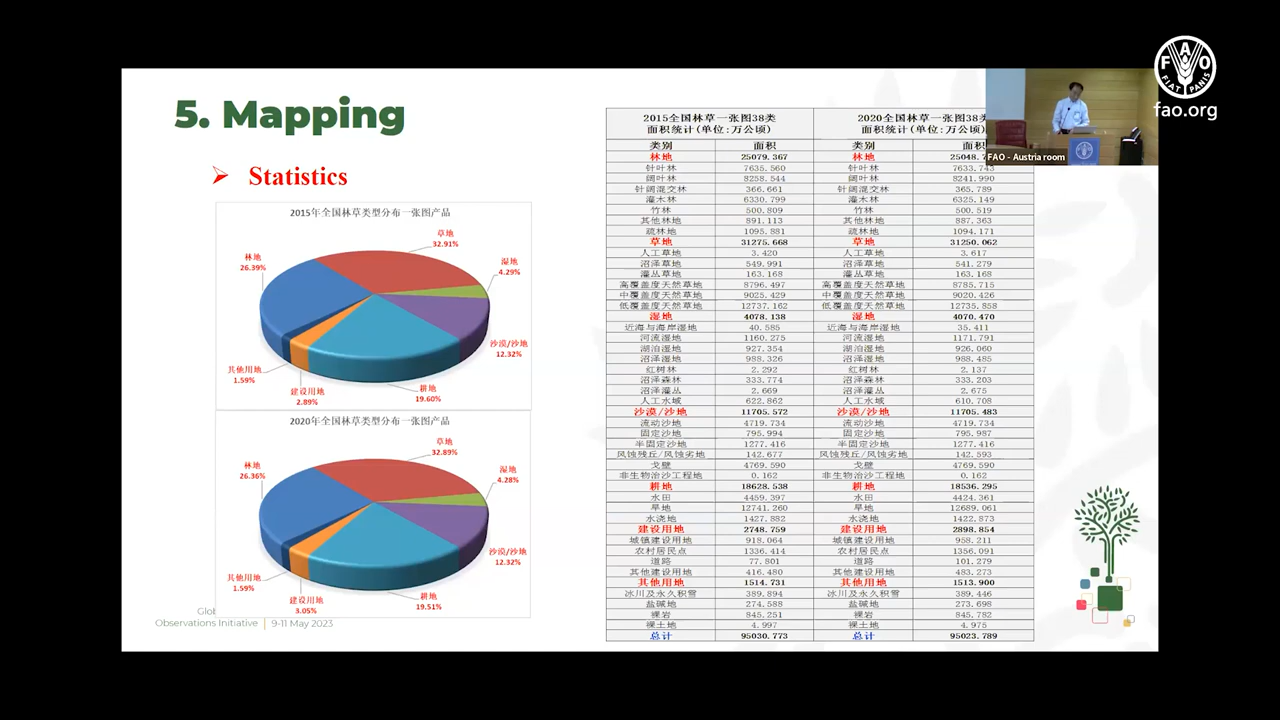 5. Mapping
Statistics
2015年全国林草类型分布一张图产品
草地
32.91%
林地
26.39%
湿地
4.29%
沙漠/沙地
12.32%
其他用地
1.59%
建设用地
2.89%
耕地
19.60%
2020年全国林草类型分布一张图产品
草地
32.89%
林地
26.36%
湿地
4.28%
沙漠/沙地
12.32%
其他用地
1.59%
建设用地
3.05%
耕地
19.51%
Observations Initiative | 9-11 May 2023
2015全国林草一张图38类 2020全国林草一张图38类
面积统计(单位:万公顷) 面积统计(单位:万公顷)
类别 面积 类别 面积
林地 25079.367 林地
针叶林 7635.560 针叶林 7633.743
阔叶林 8258.544 阔叶林 8241.990
针阔混交林 366.661 针阔混交林 365.789
灌木林 6330.799 灌木林 6325.149
竹林 500.809 竹林 500.519
其他林地 891.113 其他林地 887.363
疏林地 1095.881 疏林地 1094.171
草地 31275.668 草地 31250.062
人工草地 3.420 人工草地 3.617
沼泽草地 549.991 沼泽草地 541.279
灌丛草地 163.168 灌丛草地 163.168
高覆盖度天然草地 8796.497 高覆盖度天然草地 8785.715
中覆盖度天然草地 9025.429 中覆盖度天然草地 9020.426
低覆盖度天然草地 12737.162 低覆盖度天然草地 12735.858
湿地 4078.138 湿地 4070.470
近海与海岸湿地 40.585 近海与海岸湿地 35.411
河流湿地 1160.275 河流湿地 1171.791
湖泊湿地 927.354 湖泊湿地 926.060
沼泽湿地 988.326 沼泽湿地 988.485
红树林 2.292 红树林 2.137
沼泽森林 333.774 沼泽森林 333.203
沼泽灌丛 2.669 沼泽灌丛 2.675
人工水域 622.862 人工水域 610.708
沙漠/沙地 11705.572 沙漠/沙地 11705.483
流动沙地 4719.734 流动沙地 4719.734
固定沙地 795.994 固定沙地 795.987
半固定沙地 1277.416 半固定沙地 1277.416
风蚀残丘/风蚀劣地 142.677 风蚀残丘/风蚀劣地 142.593
戈壁 4769.590 戈壁 4769.590
非生物治沙工程地 0.162 非生物治沙工程地 0.162
耕地 18628.538 耕地 18536.295
水田 4459.397 水田 4424.361
旱地 12741.260 旱地 12689.061
水浇地 1427.882 水浇地 1422.873
建设用地 2748.759 建设用地 2898.854
城镇建设用地 918.064 城镇建设用地 958.211
农村居民点 1336.414 农村居民点 1356.091
道路 77.801 道路 101.279
其他建设用地 416.480 其他建设用地 483.273
其他用地 1514.731 其他用地 1513.900
冰川及永久积雪 389.894 冰川及永久积雪 389.446
盐碱地 274.588 盐碱地 273.698
裸岩 845.251 裸岩 845.782
裸土地 4.997 裸土地 4.975
总计 95030.773 总计 95023.789
FAO - Austria room
FAO
FIAT PANIS
fao.org